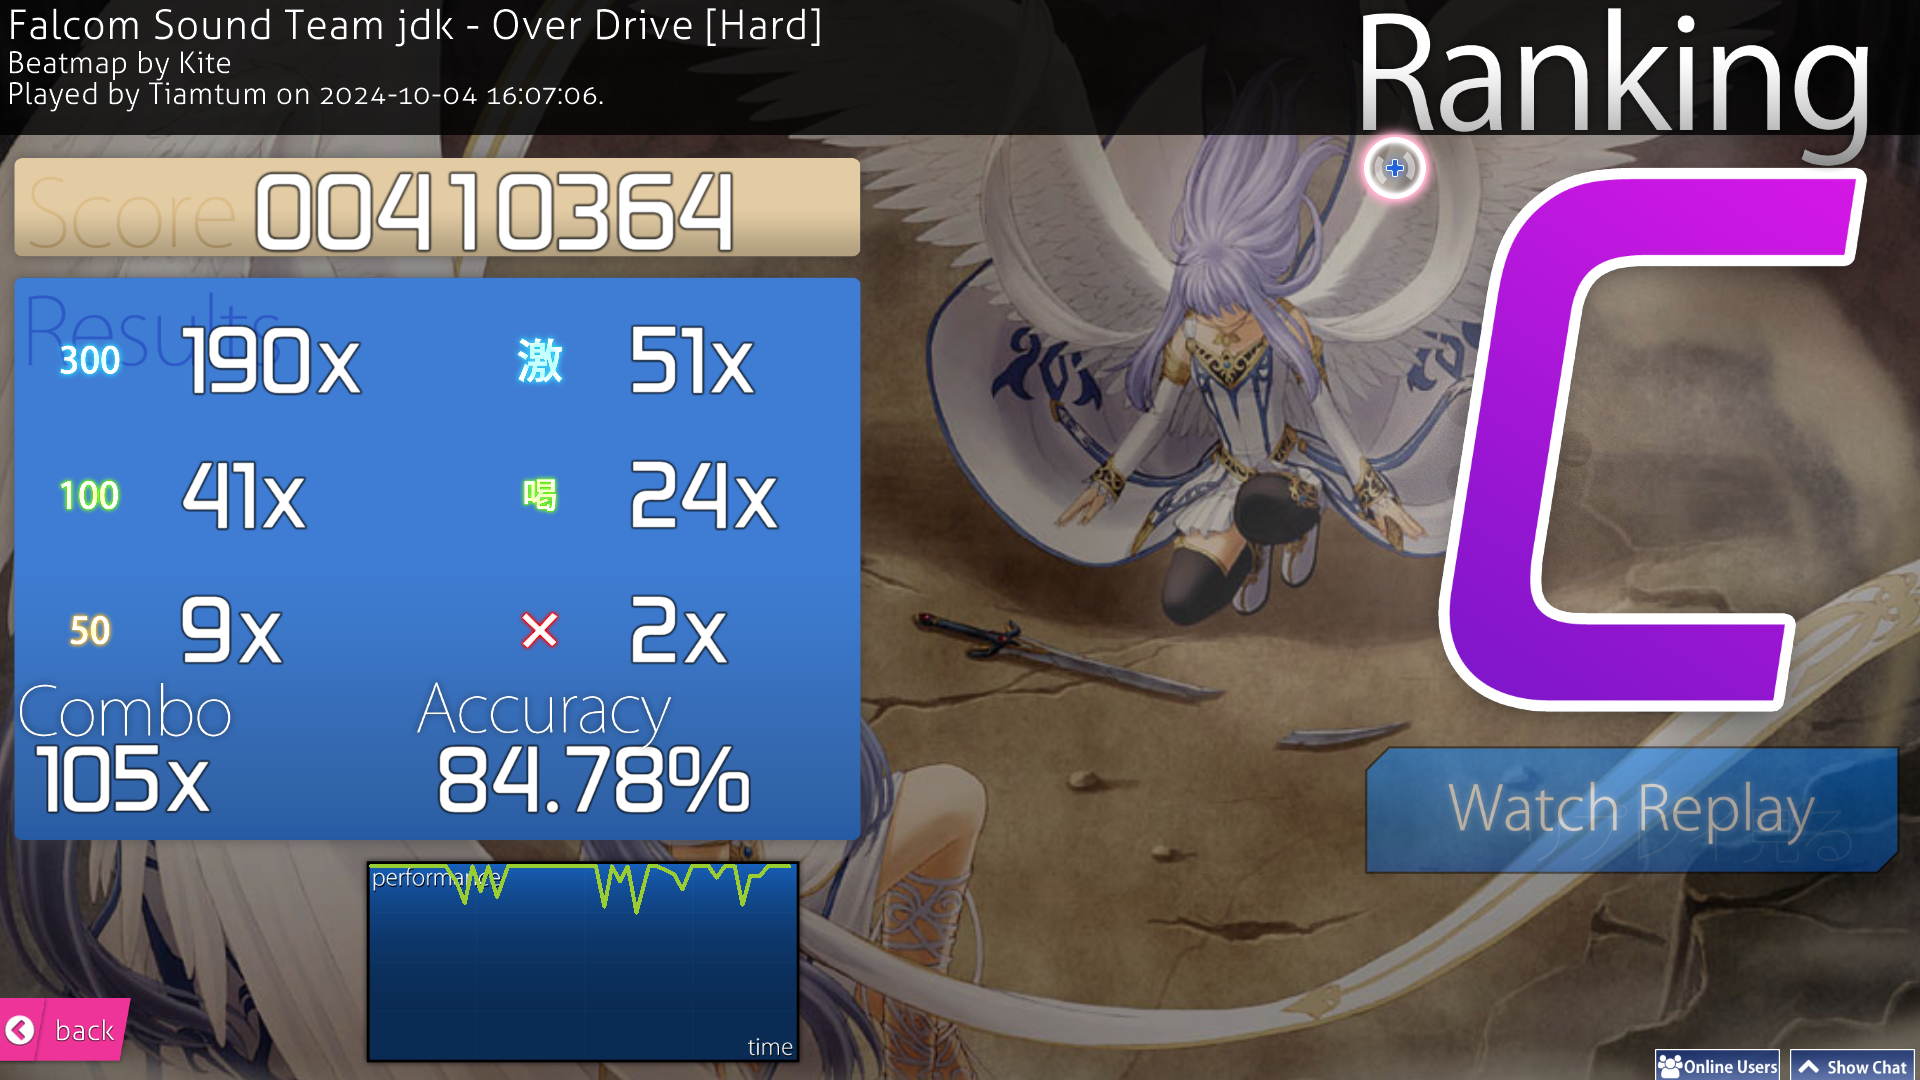 Falcom Sound Team jdk - Over Drive [Hard]
Beatmap by Kite
Played by Tiamtum on 2024-10-04 16:07:06.
Ranking
Score 00410364
Results
300 190x 激 51x
100 41x 喝 24x
50 9x 2x
Combo Accuracy
105x 84.78%
Watch Replay
performance
time
back
Online Users
Show Chat